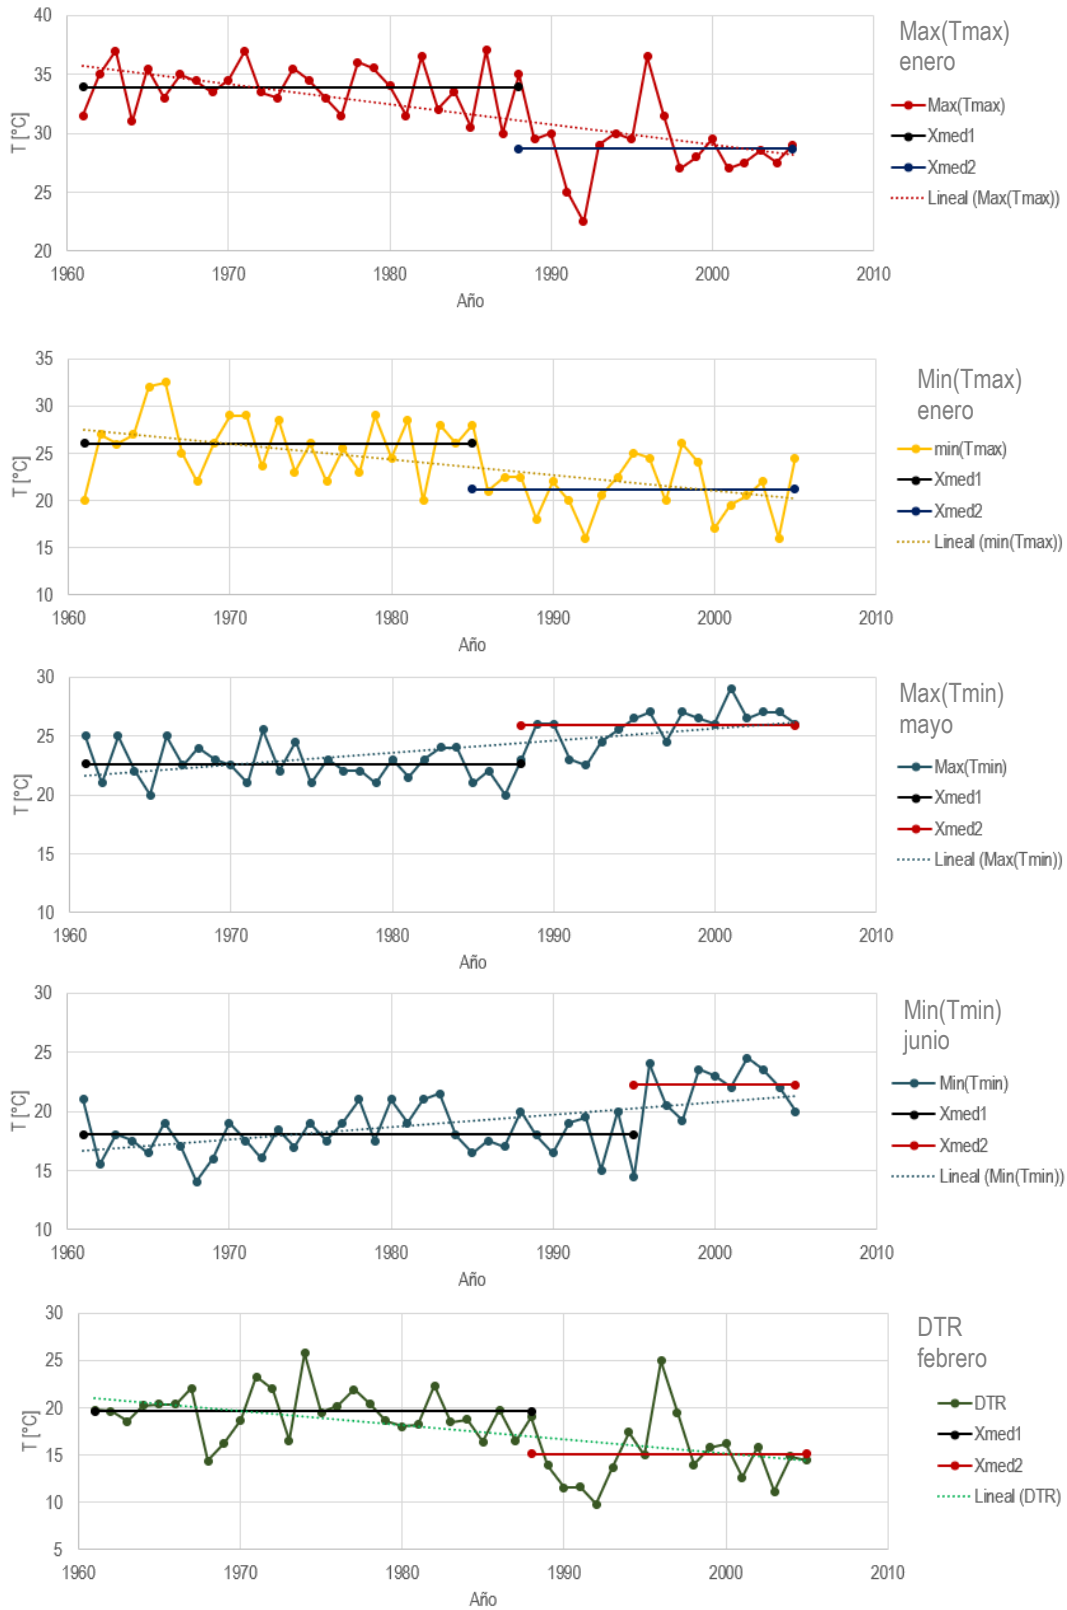 Max(Tmax)
enero
40
35
30
25
20
T [°C]
1960
1970
1980
1990
2000
2010
Año
Max(Tmax)
Xmed1
Xmed2
Lineal (Max(Tmax))
Min(Tmax)
enero
35
30
25
20
15
10
T [°C]
1960
1970
1980
1990
2000
2010
Año
min(Tmax)
Xmed1
Xmed2
Lineal (min(Tmax))
Max(Tmin)
mayo
30
25
20
15
10
T [°C]
1960
1970
1980
1990
2000
2010
Año
Max(Tmin)
Xmed1
Xmed2
Lineal (Max(Tmin))
Min(Tmin)
junio
30
25
20
15
10
T [°C]
1960
1970
1980
1990
2000
2010
Año
Min(Tmin)
Xmed1
Xmed2
Lineal (Min(Tmin))
DTR
febrero
30
25
20
15
10
5
T [°C]
1960
1970
1980
1990
2000
2010
Año
DTR
Xmed1
Xmed2
Lineal (DTR)